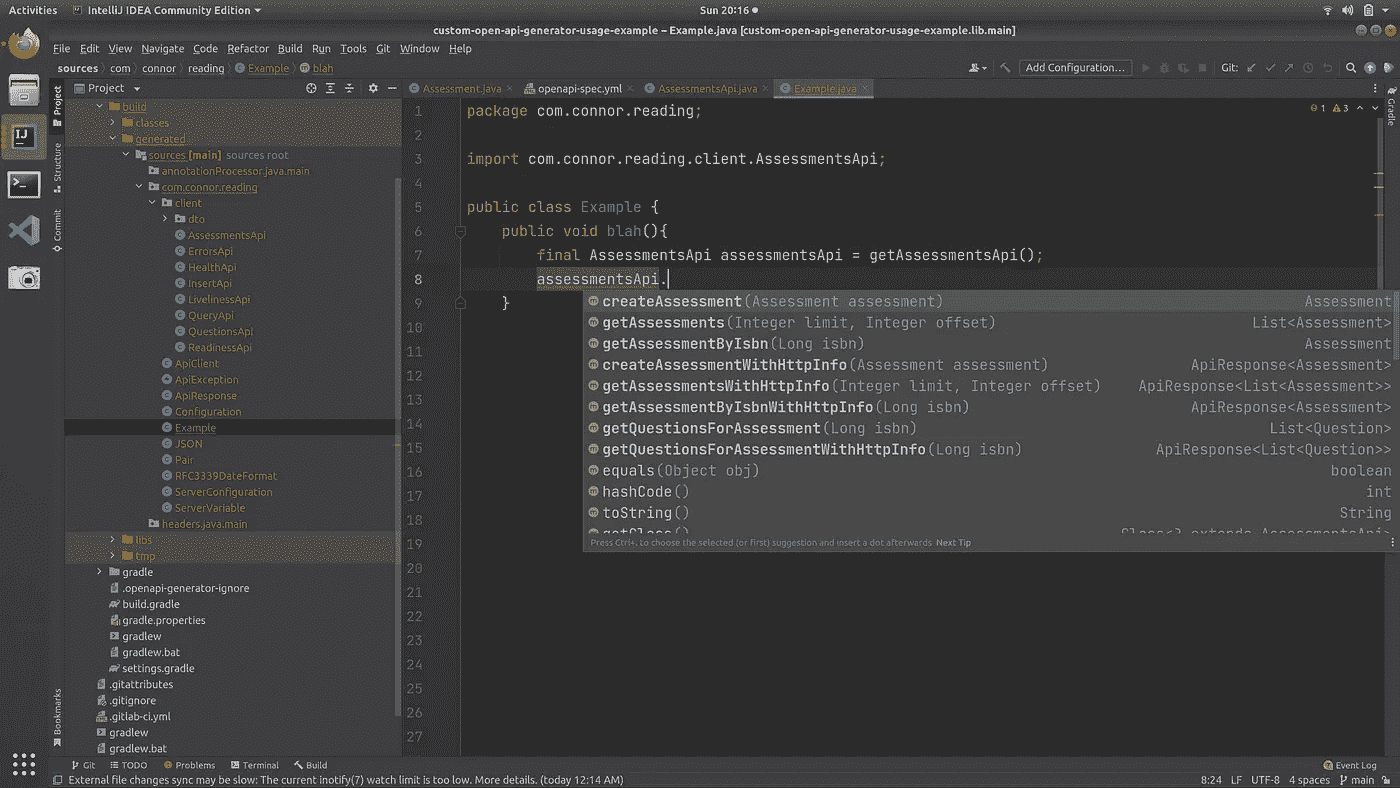 Activities IntelliJ IDEA Community Edition Sun 20:16
custom-open-api-generator-usage-example – Example.java [custom-open-api-generator-usage-example.lib.main]
File Edit View Navigate Code Refactor Build Run Tools Git Window Help
sources com connor reading Example blah Add Configuration... Git:
Project Assessment.java openapi-spec.yml AssessmentsApi.java Example.java
Project
Structure
Commit
Bookmarks
Gradle
build
classes
generated
sources [main] sources root
annotationProcessor.java.main
com.connor.reading
client
dto
AssessmentsApi
ErrorsApi
HealthApi
InsertApi
LivelinessApi
QueryApi
QuestionsApi
ReadinessApi
ApiClient
ApiException
ApiResponse
Configuration
Example
JSON
Pair
RFC3339DateFormat
ServerConfiguration
ServerVariable
headers.java.main
libs
tmp
gradle
.openapi-generator-ignore
build.gradle
gradle.properties
gradlew
gradlew.bat
settings.gradle
.gitattributes
.gitignore
.gitlab-ci.yml
gradlew
gradlew.bat
1 package com.connor.reading; 1 3
2
3 import com.connor.reading.client.AssessmentsApi;
4
5 public class Example {
6 public void blah(){
7 final AssessmentsApi assessmentsApi = getAssessmentsApi();
8 assessmentsApi.
9 }
10
11
12
13
14
15
16
17
18
19
20
21
22
23
24
25
26
27
createAssessment(Assessment assessment) Assessment
getAssessments(Integer limit, Integer offset) List<Assessment>
getAssessmentByIsbn(Long isbn) Assessment
createAssessmentWithHttpInfo(Assessment assessment) ApiResponse<Assessment>
getAssessmentsWithHttpInfo(Integer limit, Integer offset) ApiResponse<List<Assessment>>
getAssessmentByIsbnWithHttpInfo(Long isbn) ApiResponse<Assessment>
getQuestionsForAssessment(Long isbn) List<Question>
getQuestionsForAssessmentWithHttpInfo(Long isbn) ApiResponse<List<Question>>
equals(Object obj) boolean
hashCode() int
toString() String
getClass() Class<? extends AssessmentsApi>
Press Ctrl+. to choose the selected (or first) suggestion and insert a dot afterwards Next Tip
Git TODO Problems Terminal Build Event Log
External file changes sync may be slow: The current inotify(7) watch limit is too low. More details. (today 12:14 AM) 8:24 LF UTF-8 4 spaces main